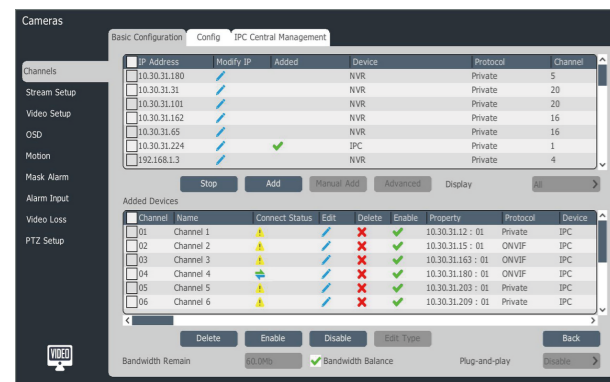 Cameras
Basic Configuration Config IPC Central Management
Channels
Stream Setup
Video Setup
OSD
Motion
Mask Alarm
Alarm Input
Video Loss
PTZ Setup
IP Address Modify IP Added Device Protocol Channel
10.30.31.180 NVR Private 5
10.30.31.31 NVR Private 20
10.30.31.101 NVR Private 20
10.30.31.162 NVR Private 16
10.30.31.65 NVR Private 16
10.30.31.224 IPC Private 1
192.168.1.3 NVR Private 4
Stop Add Manual Add Advanced Display All
Added Devices
Channel Name Connect Status Edit Delete Enable Property Protocol Device
01 Channel 1 10.30.31.12 : 01 Private IPC
02 Channel 2 10.30.31.15 : 01 ONVIF IPC
03 Channel 3 10.30.31.163 : 01 ONVIF IPC
04 Channel 4 10.30.31.180 : 01 ONVIF IPC
05 Channel 5 10.30.31.203 : 01 Private IPC
06 Channel 6 10.30.31.209 : 01 Private IPC
Delete Enable Disable Edit Type Back
Bandwidth Remain 60.0Mb Bandwidth Balance Plug-and-play Disable
VIDEO